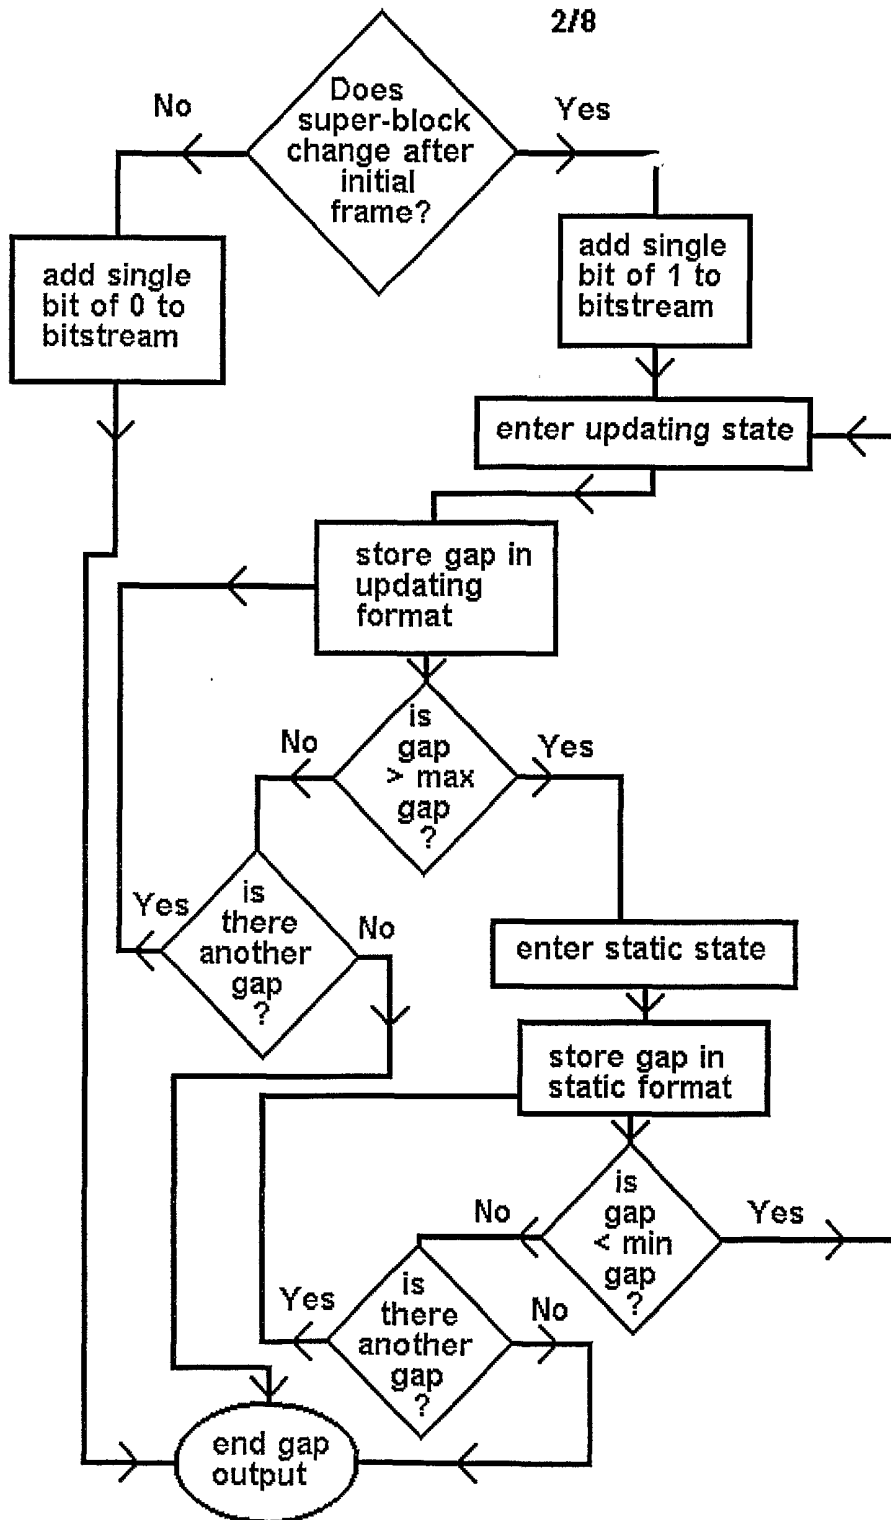 2/8
Does
super-block
change after
initial
frame?
No
Yes
add single
bit of 0 to
bitstream
add single
bit of 1 to
bitstream
enter updating state
store gap in
updating
format
is
gap
> max
gap
?
No
Yes
is
there
another
gap
?
Yes
No
enter static state
store gap in
static format
is
gap
< min
gap
?
No
Yes
is
there
another
gap
?
Yes
No
end gap
output